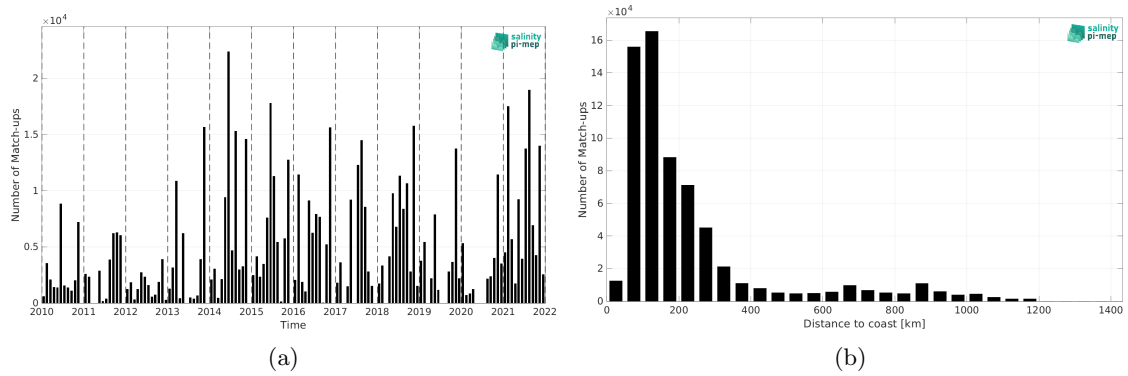 ×10⁴
salinity
pi-mep
2
1.5
1
0.5
0
Number of Match-ups
2010 2011 2012 2013 2014 2015 2016 2017 2018 2019 2020 2021 2022
Time
(a)
×10⁴
salinity
pi-mep
16
14
12
10
8
6
4
2
0
Number of Match-ups
0 200 400 600 800 1000 1200 1400
Distance to coast [km]
(b)